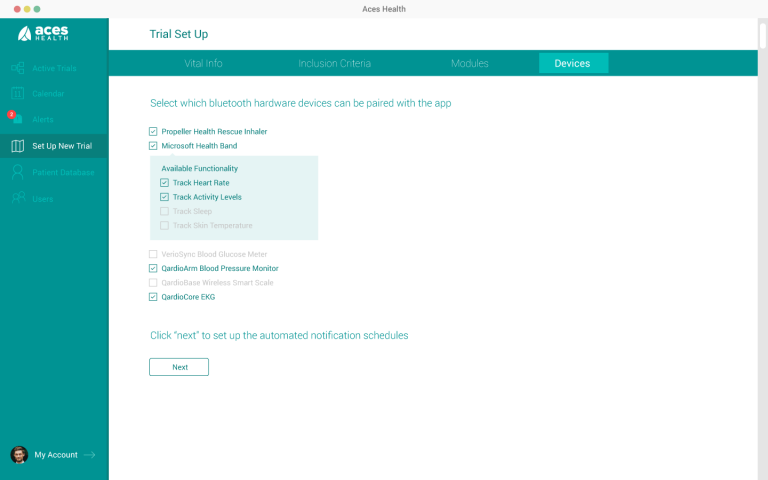 Aces Health
aces
HEALTH
Trial Set Up
Vital Info
Inclusion Criteria
Modules
Devices
Active Trials
Calendar
3
Alerts
Set Up New Trial
Patient Database
Users
Select which bluetooth hardware devices can be paired with the app
Propeller Health Rescue Inhaler
Microsoft Health Band
Available Functionality
Track Heart Rate
Track Activity Levels
Track Sleep
Track Skin Temperature
VerioSync Blood Glucose Meter
QardioArm Blood Pressure Monitor
QardioBase Wireless Smart Scale
QardioCore EKG
Click "next" to set up the automated notification schedules
Next
My Account